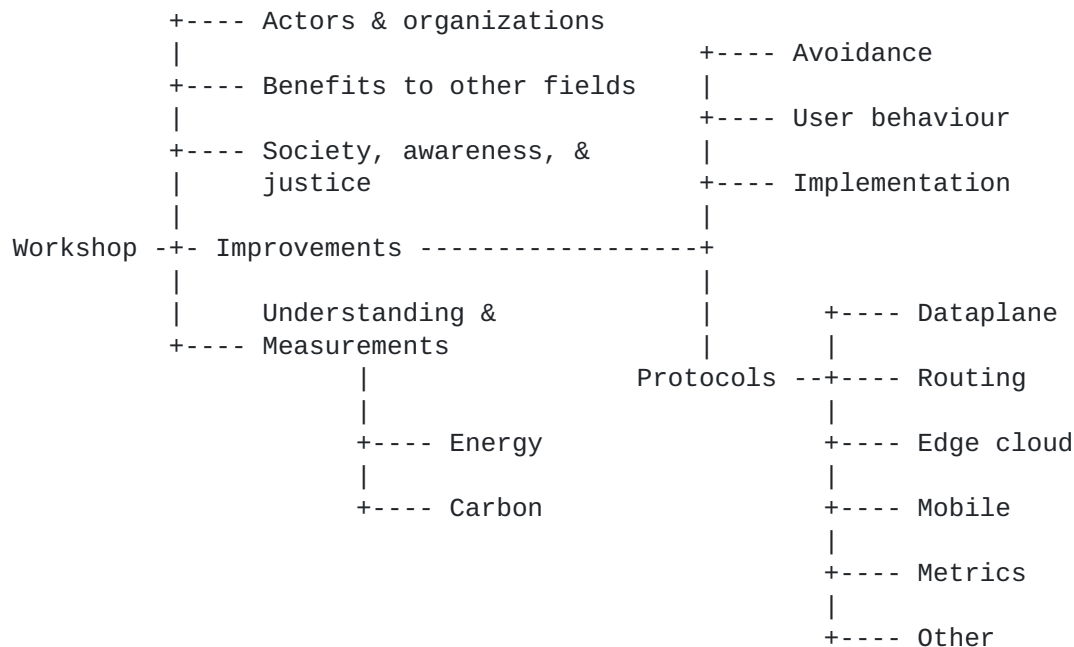 +---- Actors & organizations
| +---- Avoidance
+---- Benefits to other fields |
| +---- User behaviour
+---- Society, awareness, & |
| justice +---- Implementation
| |
Workshop -+- Improvements ------------------+
| |
| Understanding & | +---- Dataplane
+---- Measurements | |
| Protocols --+---- Routing
| |
+---- Energy +---- Edge cloud
| |
+---- Carbon +---- Mobile
|
+---- Metrics
|
+---- Other